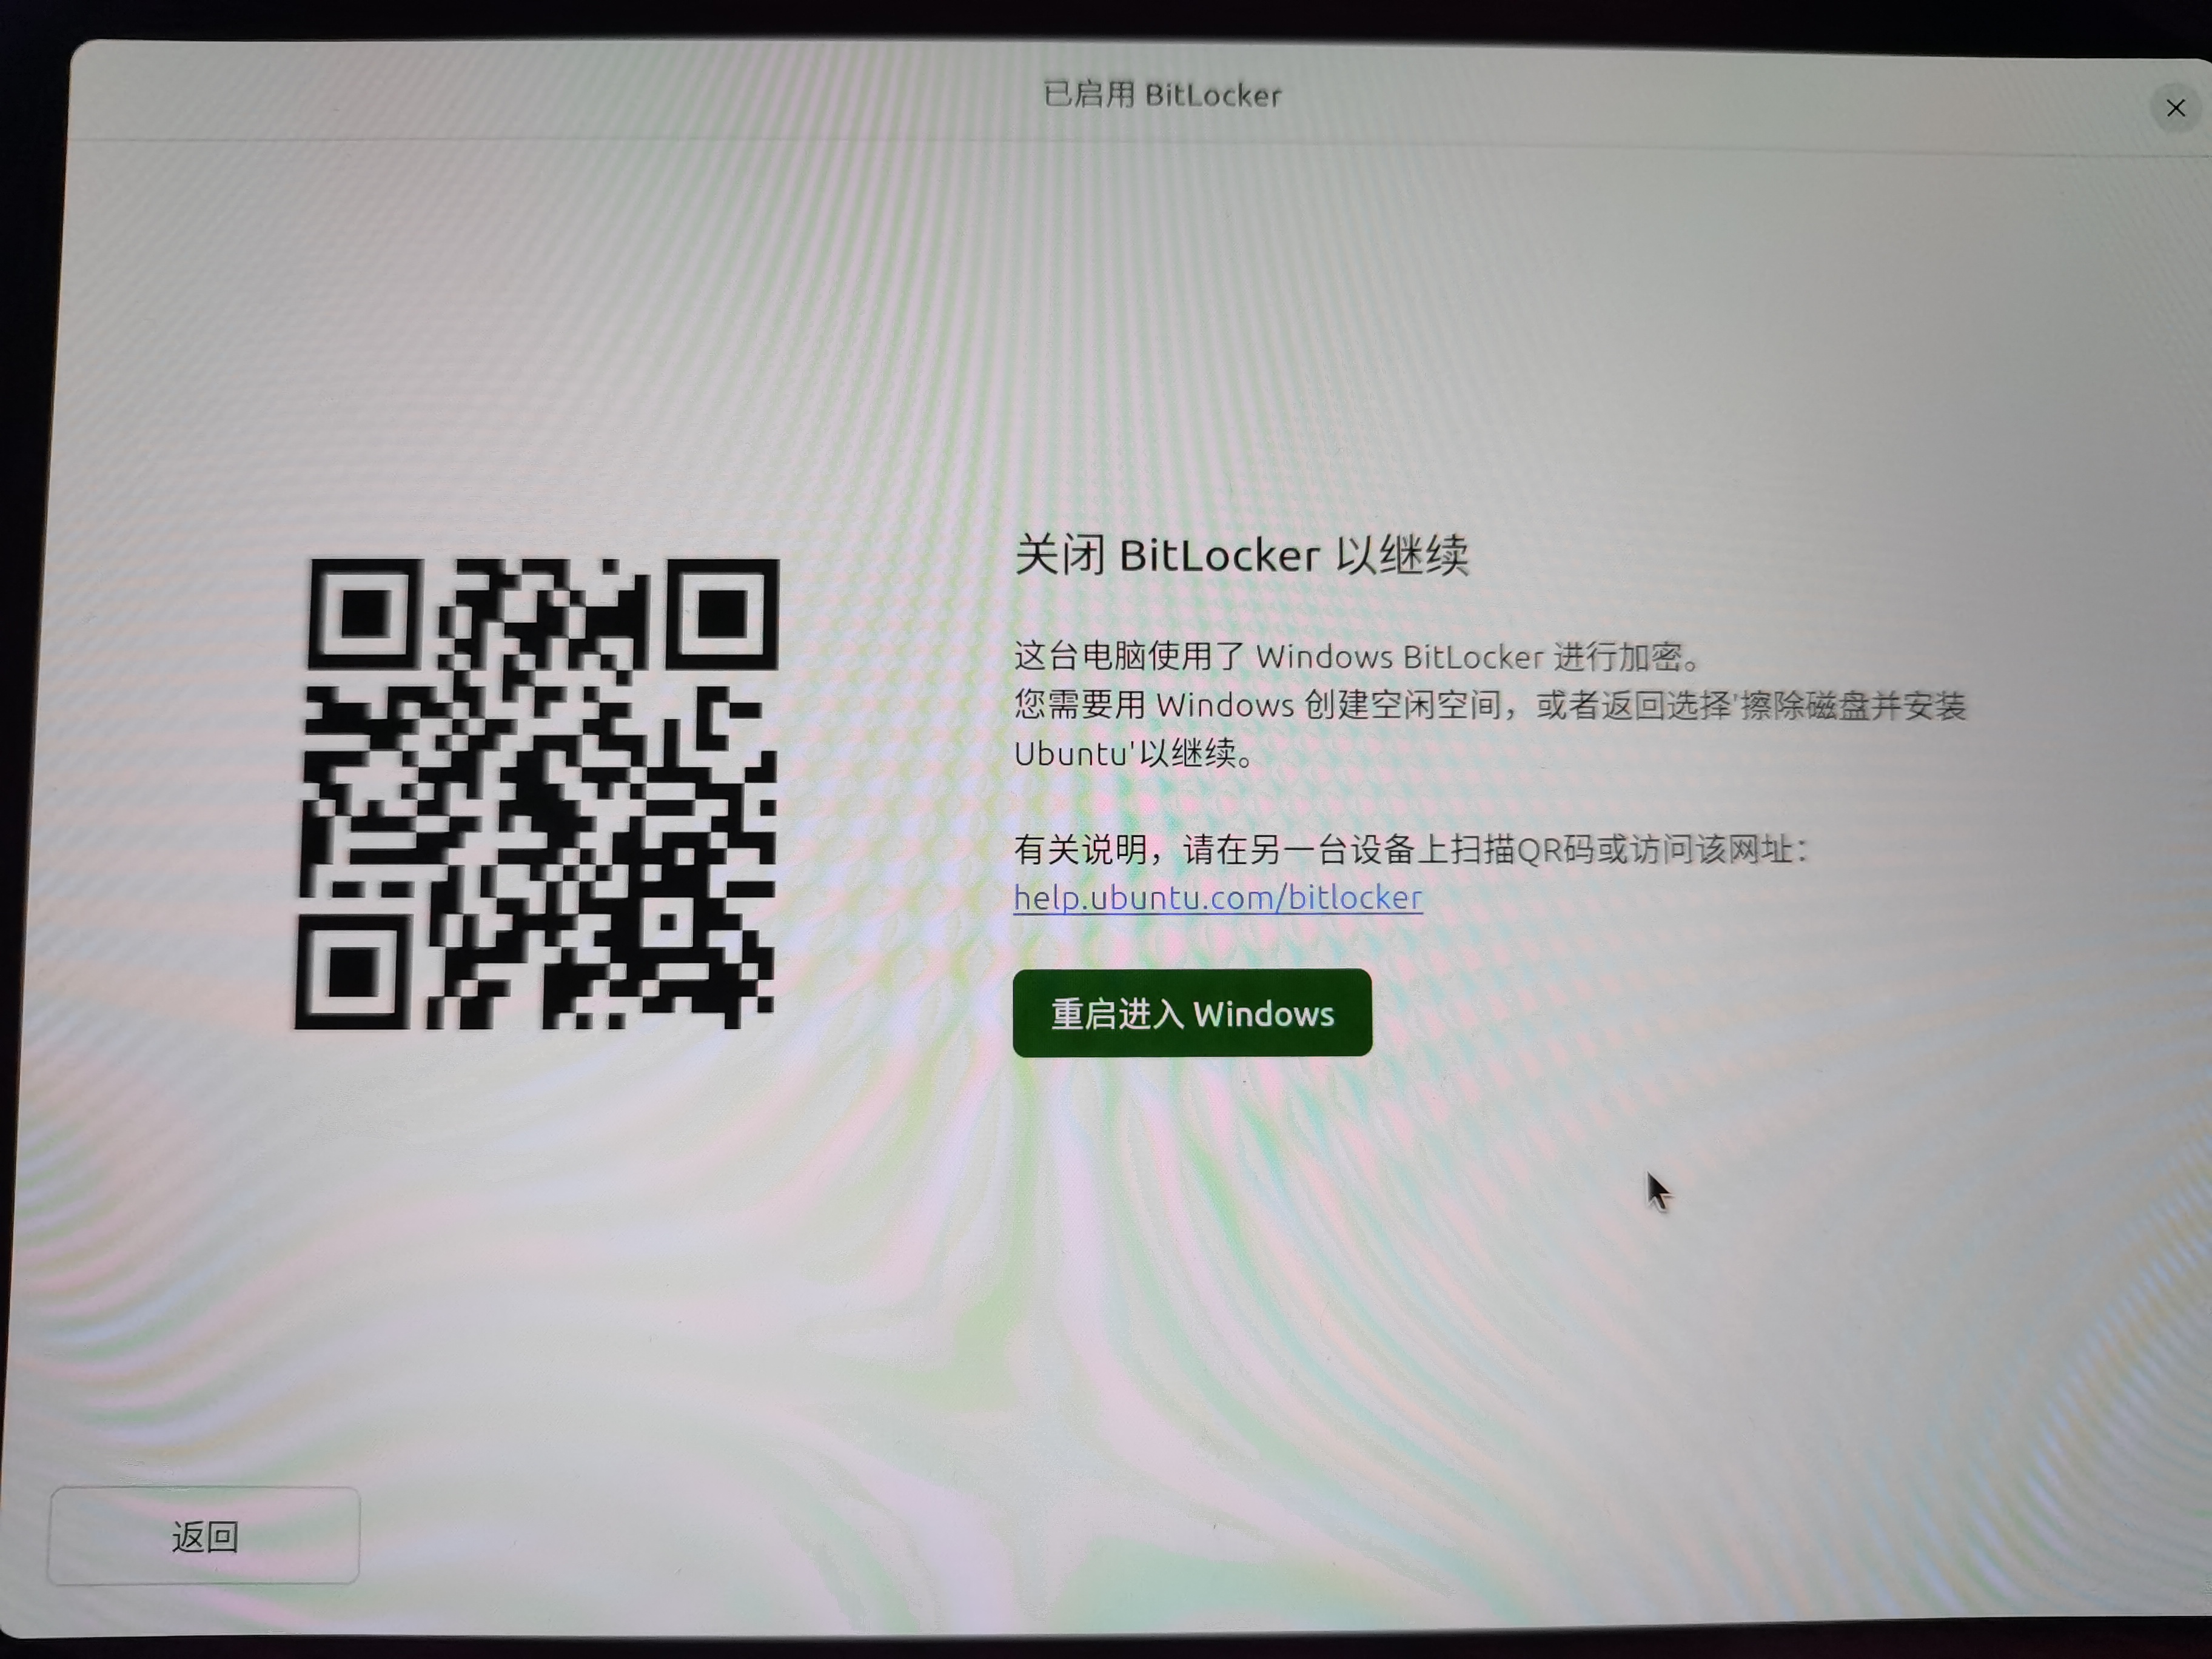 已启用 BitLocker
关闭 BitLocker 以继续
这台电脑使用了 Windows BitLocker 进行加密。
您需要用 Windows 创建空闲空间，或者返回选择'擦除磁盘并安装
Ubuntu'以继续。
有关说明，请在另一台设备上扫描QR码或访问该网址：
help.ubuntu.com/bitlocker
重启进入 Windows
返回